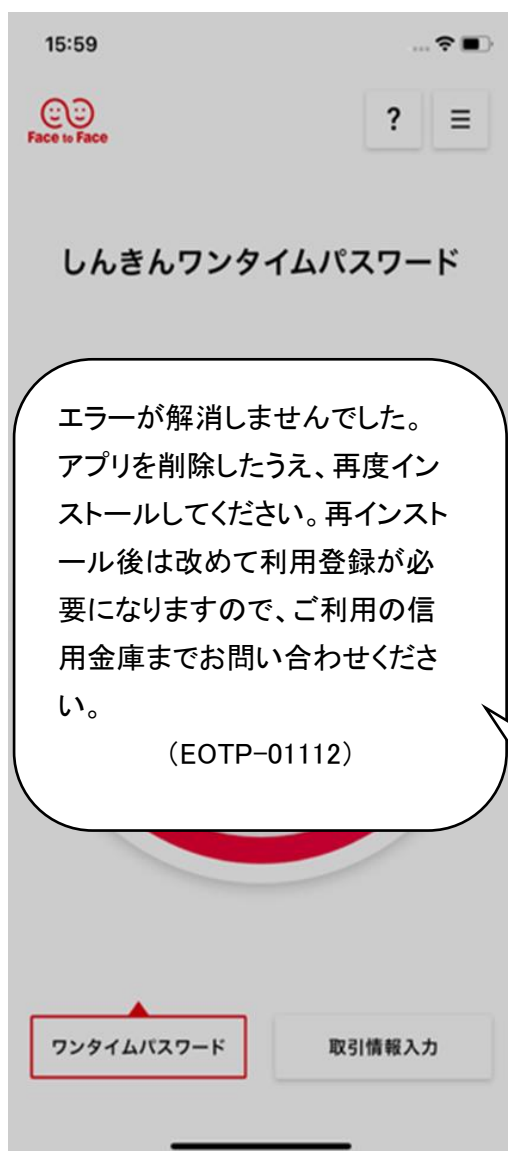 15:59
Face to Face
?
しんきんワンタイムパスワード
エラーが解消しませんでした。
アプリを削除したうえ、再度イン
ストールしてください。再インスト
ール後は改めて利用登録が必
要になりますので、ご利用の信
用金庫までお問い合わせくださ
い。
（EOTP-01112）
ワンタイムパスワード
取引情報入力